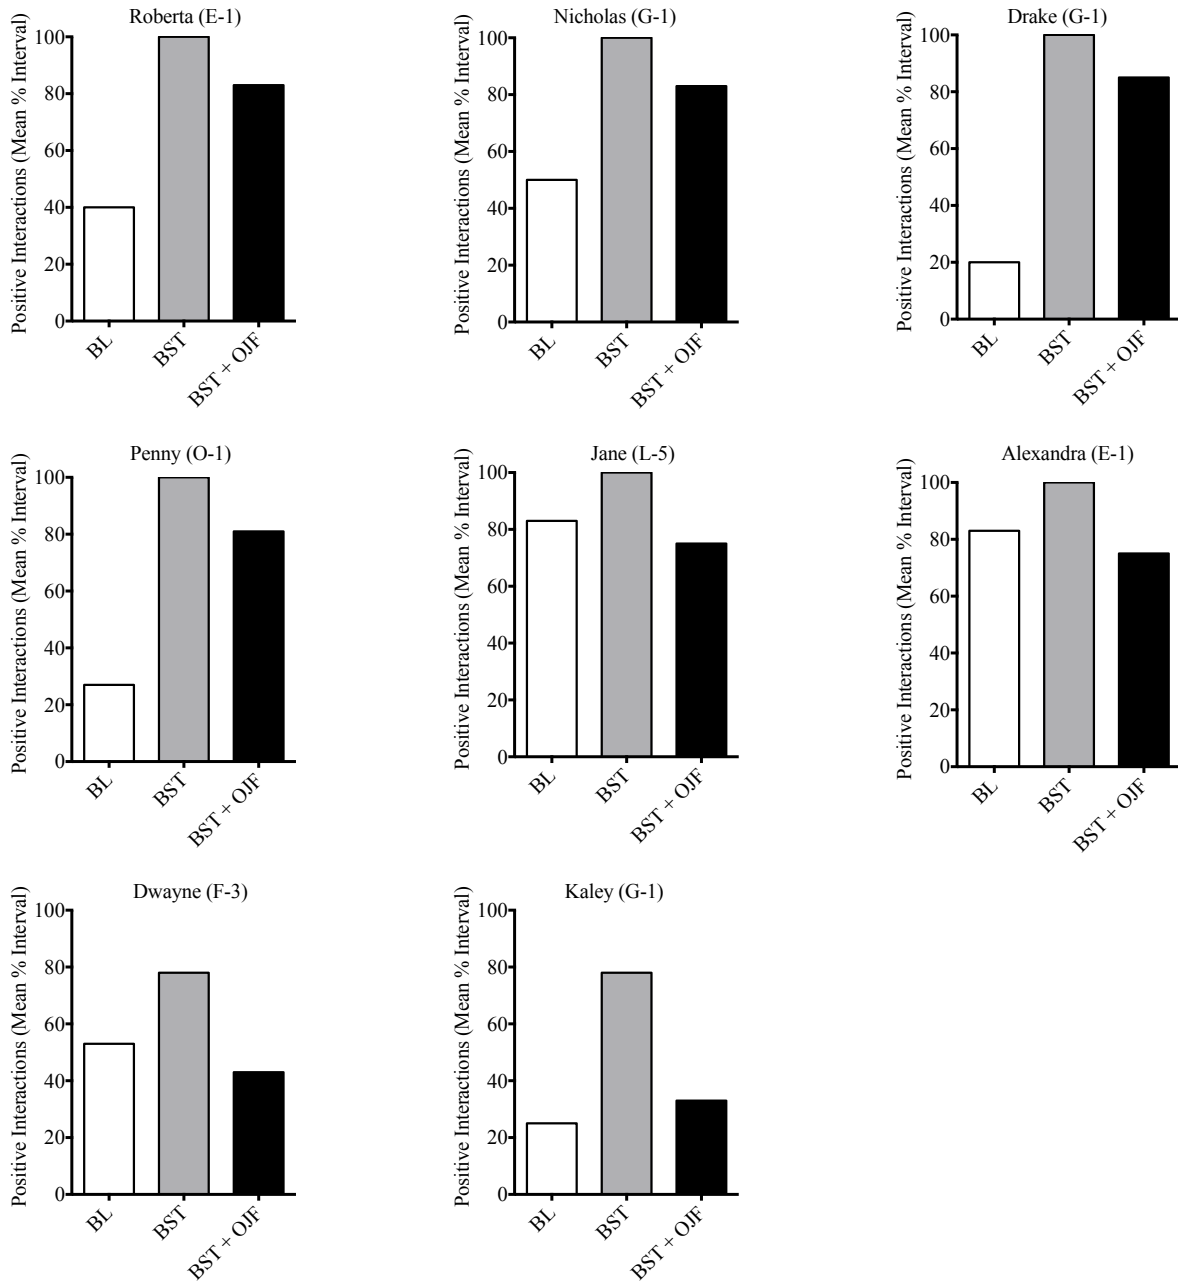 Roberta (E-1)
Positive Interactions (Mean % Interval)
100
80
60
40
20
0
BL
BST
BST + OJF
Nicholas (G-1)
Positive Interactions (Mean % Interval)
100
80
60
40
20
0
BL
BST
BST + OJF
Drake (G-1)
Positive Interactions (Mean % Interval)
100
80
60
40
20
0
BL
BST
BST + OJF
Penny (O-1)
Positive Interactions (Mean % Interval)
100
80
60
40
20
0
BL
BST
BST + OJF
Jane (L-5)
Positive Interactions (Mean % Interval)
100
80
60
40
20
0
BL
BST
BST + OJF
Alexandra (E-1)
Positive Interactions (Mean % Interval)
100
80
60
40
20
0
BL
BST
BST + OJF
Dwayne (F-3)
Positive Interactions (Mean % Interval)
100
80
60
40
20
0
BL
BST
BST + OJF
Kaley (G-1)
Positive Interactions (Mean % Interval)
100
80
60
40
20
0
BL
BST
BST + OJF